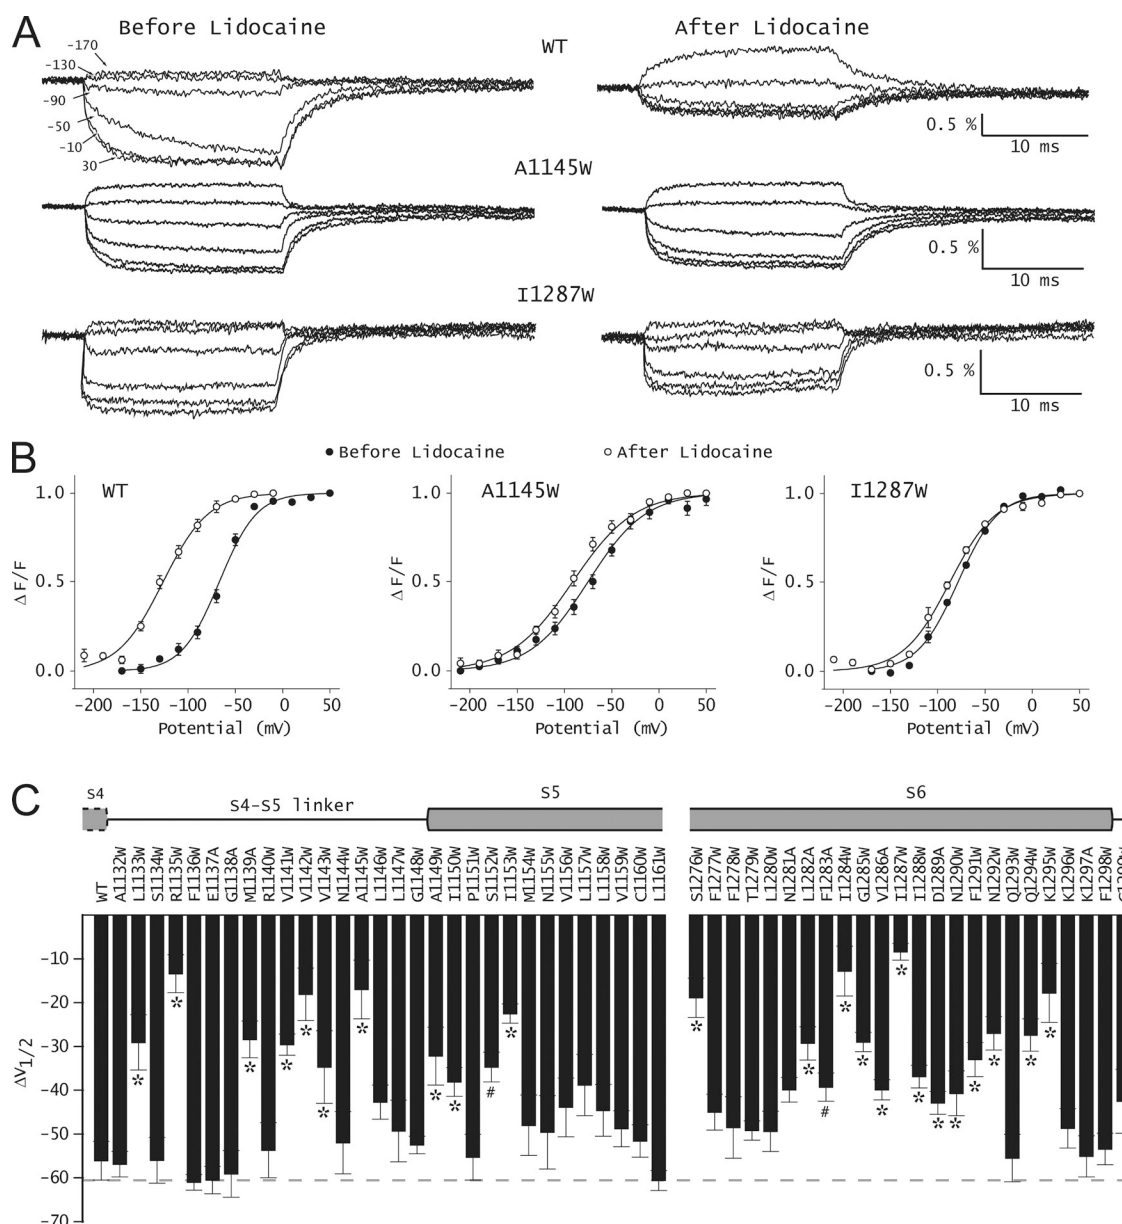 A
Before Lidocaine After Lidocaine
WT
-170
-130
-90
-50
-10
30
0.5 %
10 ms
A1145W
0.5 %
10 ms
I1287W
0.5 %
10 ms
B
Before Lidocaine After Lidocaine
WT
A1145W
I1287W
1.0
0.5
0.0
Δ F/F
-200 -150 -100 -50 0 50
Potential (mV)
1.0
0.5
0.0
Δ F/F
-200 -150 -100 -50 0 50
Potential (mV)
1.0
0.5
0.0
Δ F/F
-200 -150 -100 -50 0 50
Potential (mV)
C
S4
S4-S5 linker
S5
S6
WT
A1132W
L1133W
S1134W
R1135W
F1136W
E1137A
G1138A
M1139A
R1140W
V1141W
V1142W
V1143W
N1144W
A1145W
L1146W
L1147W
G1148W
A1149W
I1150W
P1151W
S1152W
I1153W
M1154W
N1155W
V1156W
L1157W
L1158W
V1159W
C1160W
L1161W
S1276W
F1277W
F1278W
T1279W
L1280W
N1281A
L1282A
F1283A
I1284W
G1285W
V1286A
I1287W
I1288W
D1289A
N1290W
F1291W
N1292W
Q1293W
Q1294W
K1295W
K1296W
K1297A
F1298W
ΔV1/2
-10
-20
-30
-40
-50
-60
-70
* * * * * * * * * # * * * # * * * * * * * * * * *